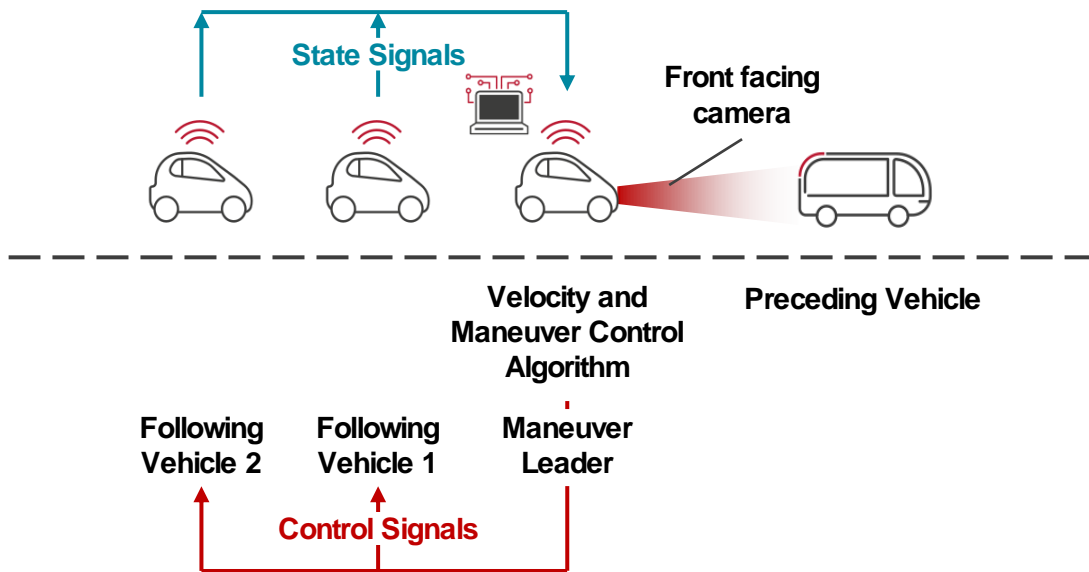 State Signals
Front facing
camera
Velocity and
Maneuver Control
Algorithm
Preceding Vehicle
Following
Vehicle 2
Following
Vehicle 1
Maneuver
Leader
Control Signals